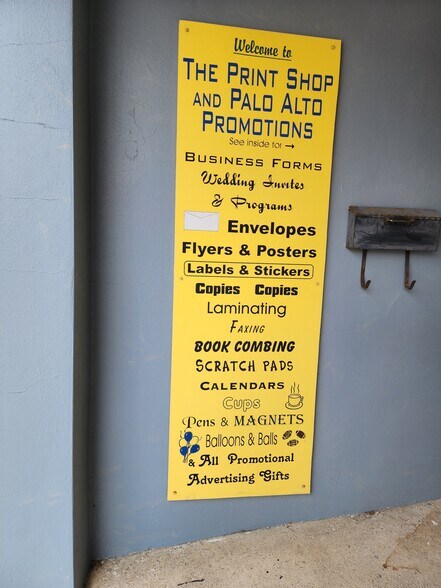 Welcome to
THE PRINT SHOP
AND PALO ALTO
PROMOTIONS
See inside for →
BUSINESS FORMS
Wedding Invites
& Programs
Envelopes
Flyers & Posters
Labels & Stickers
Copies Copies
Laminating
FAXING
BOOK COMBING
SCRATCH PADS
CALENDARS
Cups
Pens & MAGNETS
Balloons & Balls
& All Promotional
Advertising Gifts